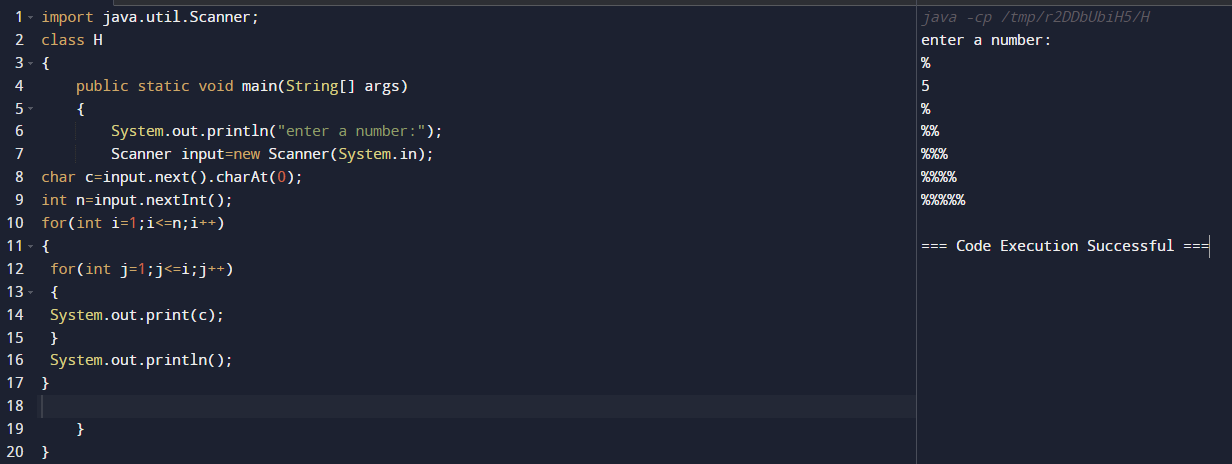 1 import java.util.Scanner;
2 class H
3 {
4     public static void main(String[] args)
5     {
6         System.out.println("enter a number:");
7         Scanner input=new Scanner(System.in);
8 char c=input.next().charAt(0);
9 int n=input.nextInt();
10 for(int i=1;i<=n;i++)
11 {
12  for(int j=1;j<=i;j++)
13  {
14  System.out.print(c);
15  }
16  System.out.println();
17 }
18
19     }
20 }
java -cp /tmp/r2DDbUbiH5/H
enter a number:
%
5
%
%%
%%%
%%%%
%%%%%
=== Code Execution Successful ===